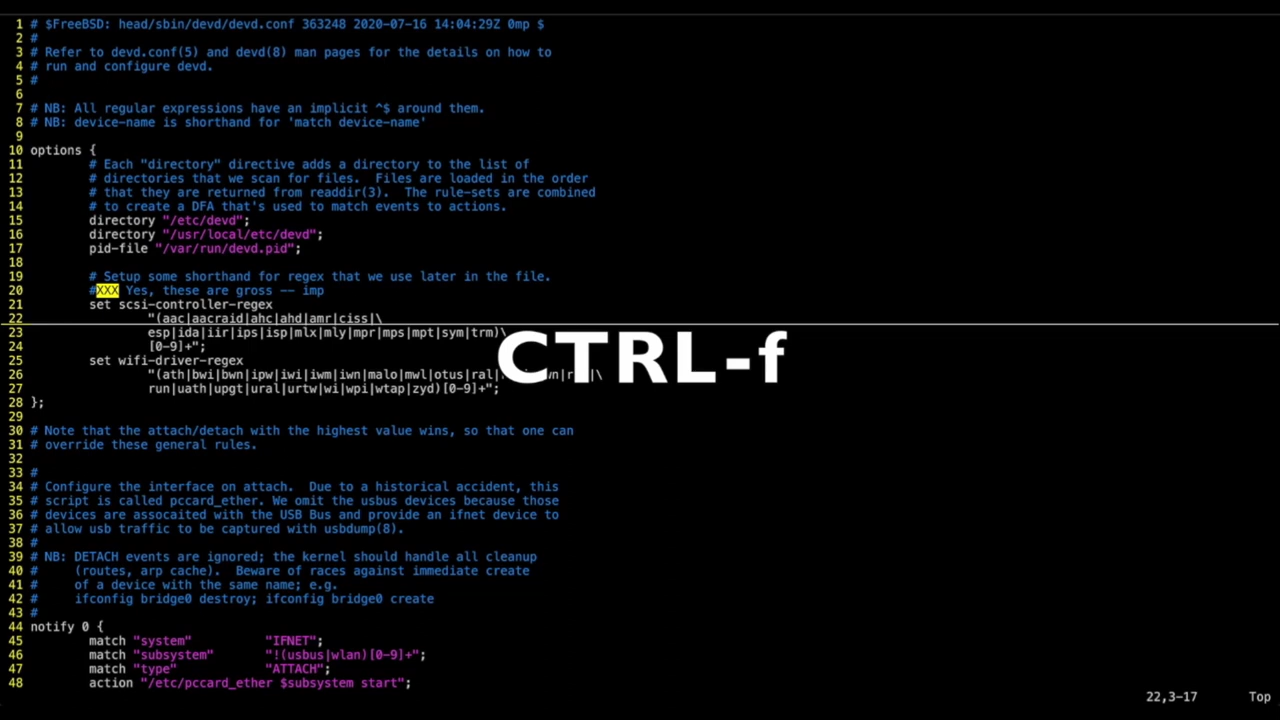 1 # $FreeBSD: head/sbin/devd/devd.conf 363248 2020-07-16 14:04:29Z 0mp $
2 #
3 # Refer to devd.conf(5) and devd(8) man pages for the details on how to
4 # run and configure devd.
5 #
6
7 # NB: All regular expressions have an implicit ^$ around them.
8 # NB: device-name is shorthand for 'match device-name'
9
10 options {
11         # Each "directory" directive adds a directory to the list of
12         # directories that we scan for files.  Files are loaded in the order
13         # that they are returned from readdir(3).  The rule-sets are combined
14         # to create a DFA that's used to match events to actions.
15         directory "/etc/devd";
16         directory "/usr/local/etc/devd";
17         pid-file "/var/run/devd.pid";
18
19         # Setup some shorthand for regex that we use later in the file.
20         #XXX Yes, these are gross -- imp
21         set scsi-controller-regex
22                 "(aac|aacraid|ahc|ahd|amr|ciss|\
23                 esp|ida|iir|ips|isp|mlx|mly|mpr|mps|mpt|sym|trm)\
24                 [0-9]+";
CTRL-f
25         set wifi-driver-regex
26                 "(ath|bwi|bwn|ipw|iwi|iwm|iwn|malo|mwl|otus|ral|
27                 run|uath|upgt|ural|urtw|wi|wpi|wtap|zyd)[0-9]+";
28 };
29
30 # Note that the attach/detach with the highest value wins, so that one can
31 # override these general rules.
32
33 #
34 # Configure the interface on attach.  Due to a historical accident, this
35 # script is called pccard_ether. We omit the usbus devices because those
36 # devices are assocaited with the USB Bus and provide an ifnet device to
37 # allow usb traffic to be captured with usbdump(8).
38 #
39 # NB: DETACH events are ignored; the kernel should handle all cleanup
40 #     (routes, arp cache).  Beware of races against immediate create
41 #     of a device with the same name; e.g.
42 #     ifconfig bridge0 destroy; ifconfig bridge0 create
43 #
44 notify 0 {
45         match "system"          "IFNET";
46         match "subsystem"       "!(usbus|wlan)[0-9]+";
47         match "type"            "ATTACH";
48         action "/etc/pccard_ether $subsystem start";
22,3-17 Top